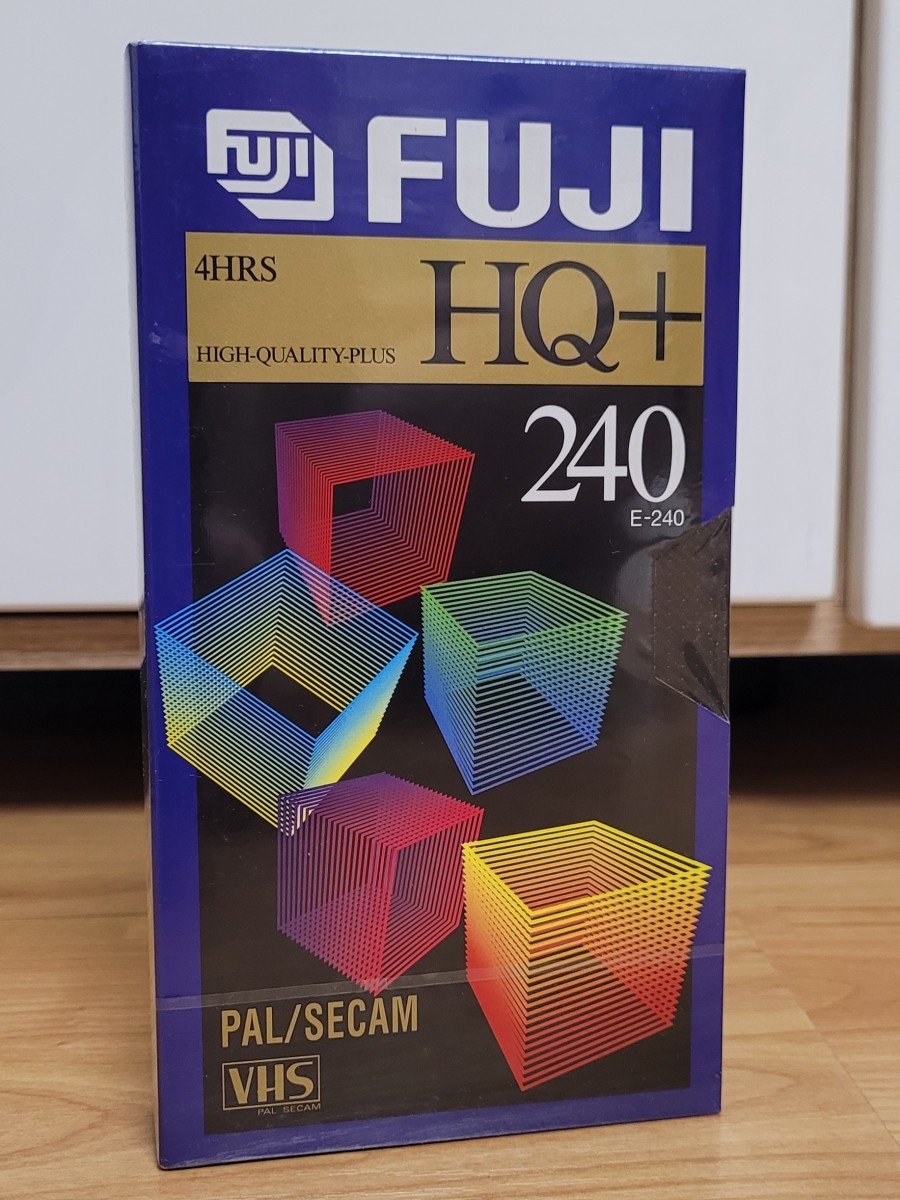 FUJI
FUJI
4HRS
HQ+
HIGH-QUALITY-PLUS
240
E-240
PAL/SECAM
VHS
PAL SECAM